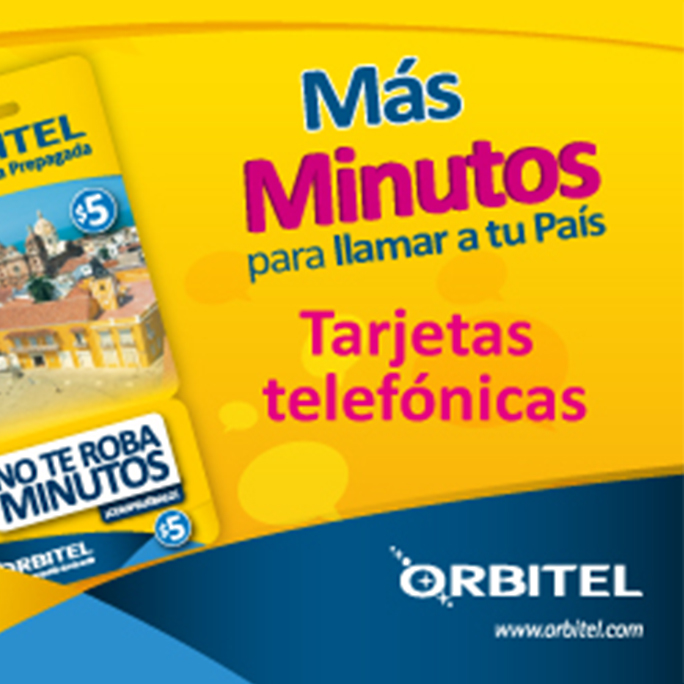 Más
Minutos
para llamar a tu País
Tarjetas
telefónicas
ITEL
a Prepagada
$5
NO TE ROBA
MINUTOS
$5
ORBITEL
ORBITEL
www.orbitel.com